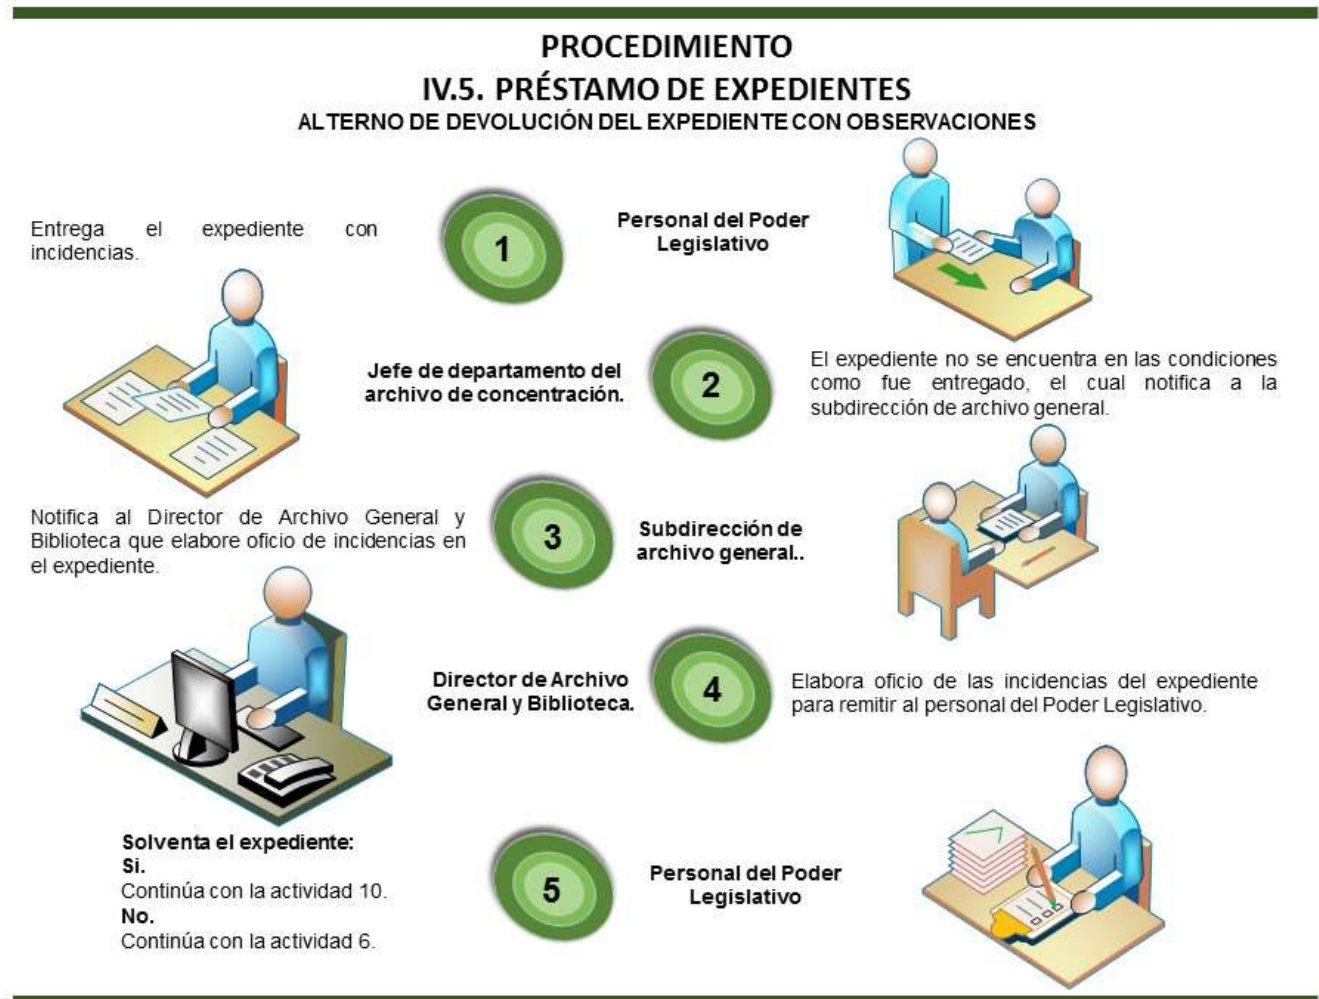 PROCEDIMIENTO
IV.5. PRÉSTAMO DE EXPEDIENTES
ALTERNO DE DEVOLUCIÓN DEL EXPEDIENTE CON OBSERVACIONES
Entrega el expediente con
incidencias.
1
Personal del Poder
Legislativo
Jefe de departamento del
archivo de concentración.
2
El expediente no se encuentra en las condiciones
como fue entregado, el cual notifica a la
subdirección de archivo general.
Notifica al Director de Archivo General y
Biblioteca que elabore oficio de incidencias en
el expediente.
3
Subdirección de
archivo general..
Director de Archivo
General y Biblioteca.
4
Elabora oficio de las incidencias del expediente
para remitir al personal del Poder Legislativo.
Solventa el expediente:
Si.
Continúa con la actividad 10.
No.
Continúa con la actividad 6.
5
Personal del Poder
Legislativo